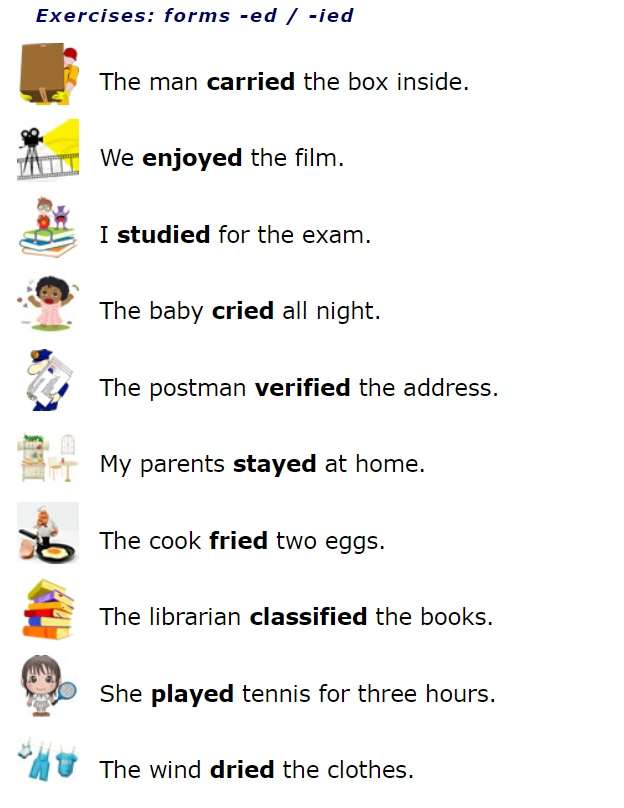 Exercises: forms -ed / -ied
The man carried the box inside.
We enjoyed the film.
I studied for the exam.
The baby cried all night.
The postman verified the address.
My parents stayed at home.
The cook fried two eggs.
The librarian classified the books.
She played tennis for three hours.
The wind dried the clothes.